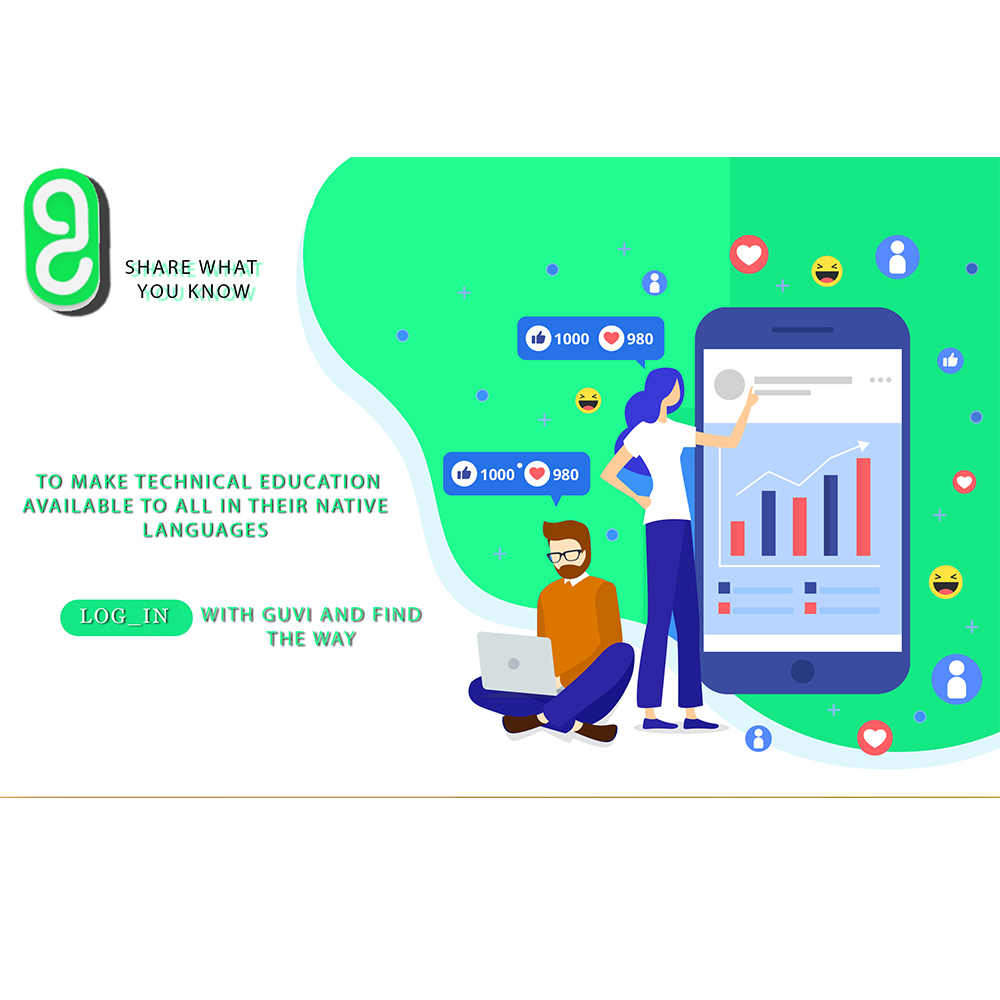 SHARE WHAT
YOU KNOW
1000 980
1000 980
TO MAKE TECHNICAL EDUCATION
AVAILABLE TO ALL IN THEIR NATIVE
LANGUAGES
LOG_IN WITH GUVI AND FIND
THE WAY